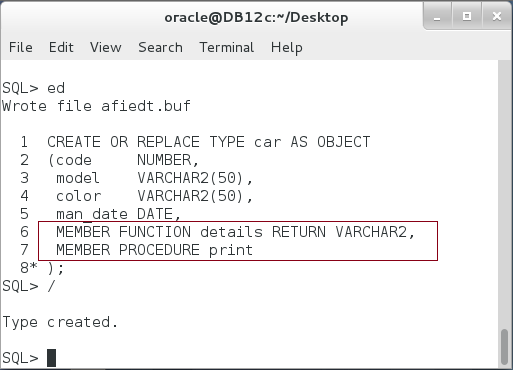 oracle@DB12c:~/Desktop
File Edit View Search Terminal Help
SQL> ed
Wrote file afiedt.buf
  1  CREATE OR REPLACE TYPE car AS OBJECT
  2  (code     NUMBER,
  3   model    VARCHAR2(50),
  4   color    VARCHAR2(50),
  5   man_date DATE,
  6   MEMBER FUNCTION details RETURN VARCHAR2,
  7   MEMBER PROCEDURE print
  8* );
SQL> /
Type created.
SQL>